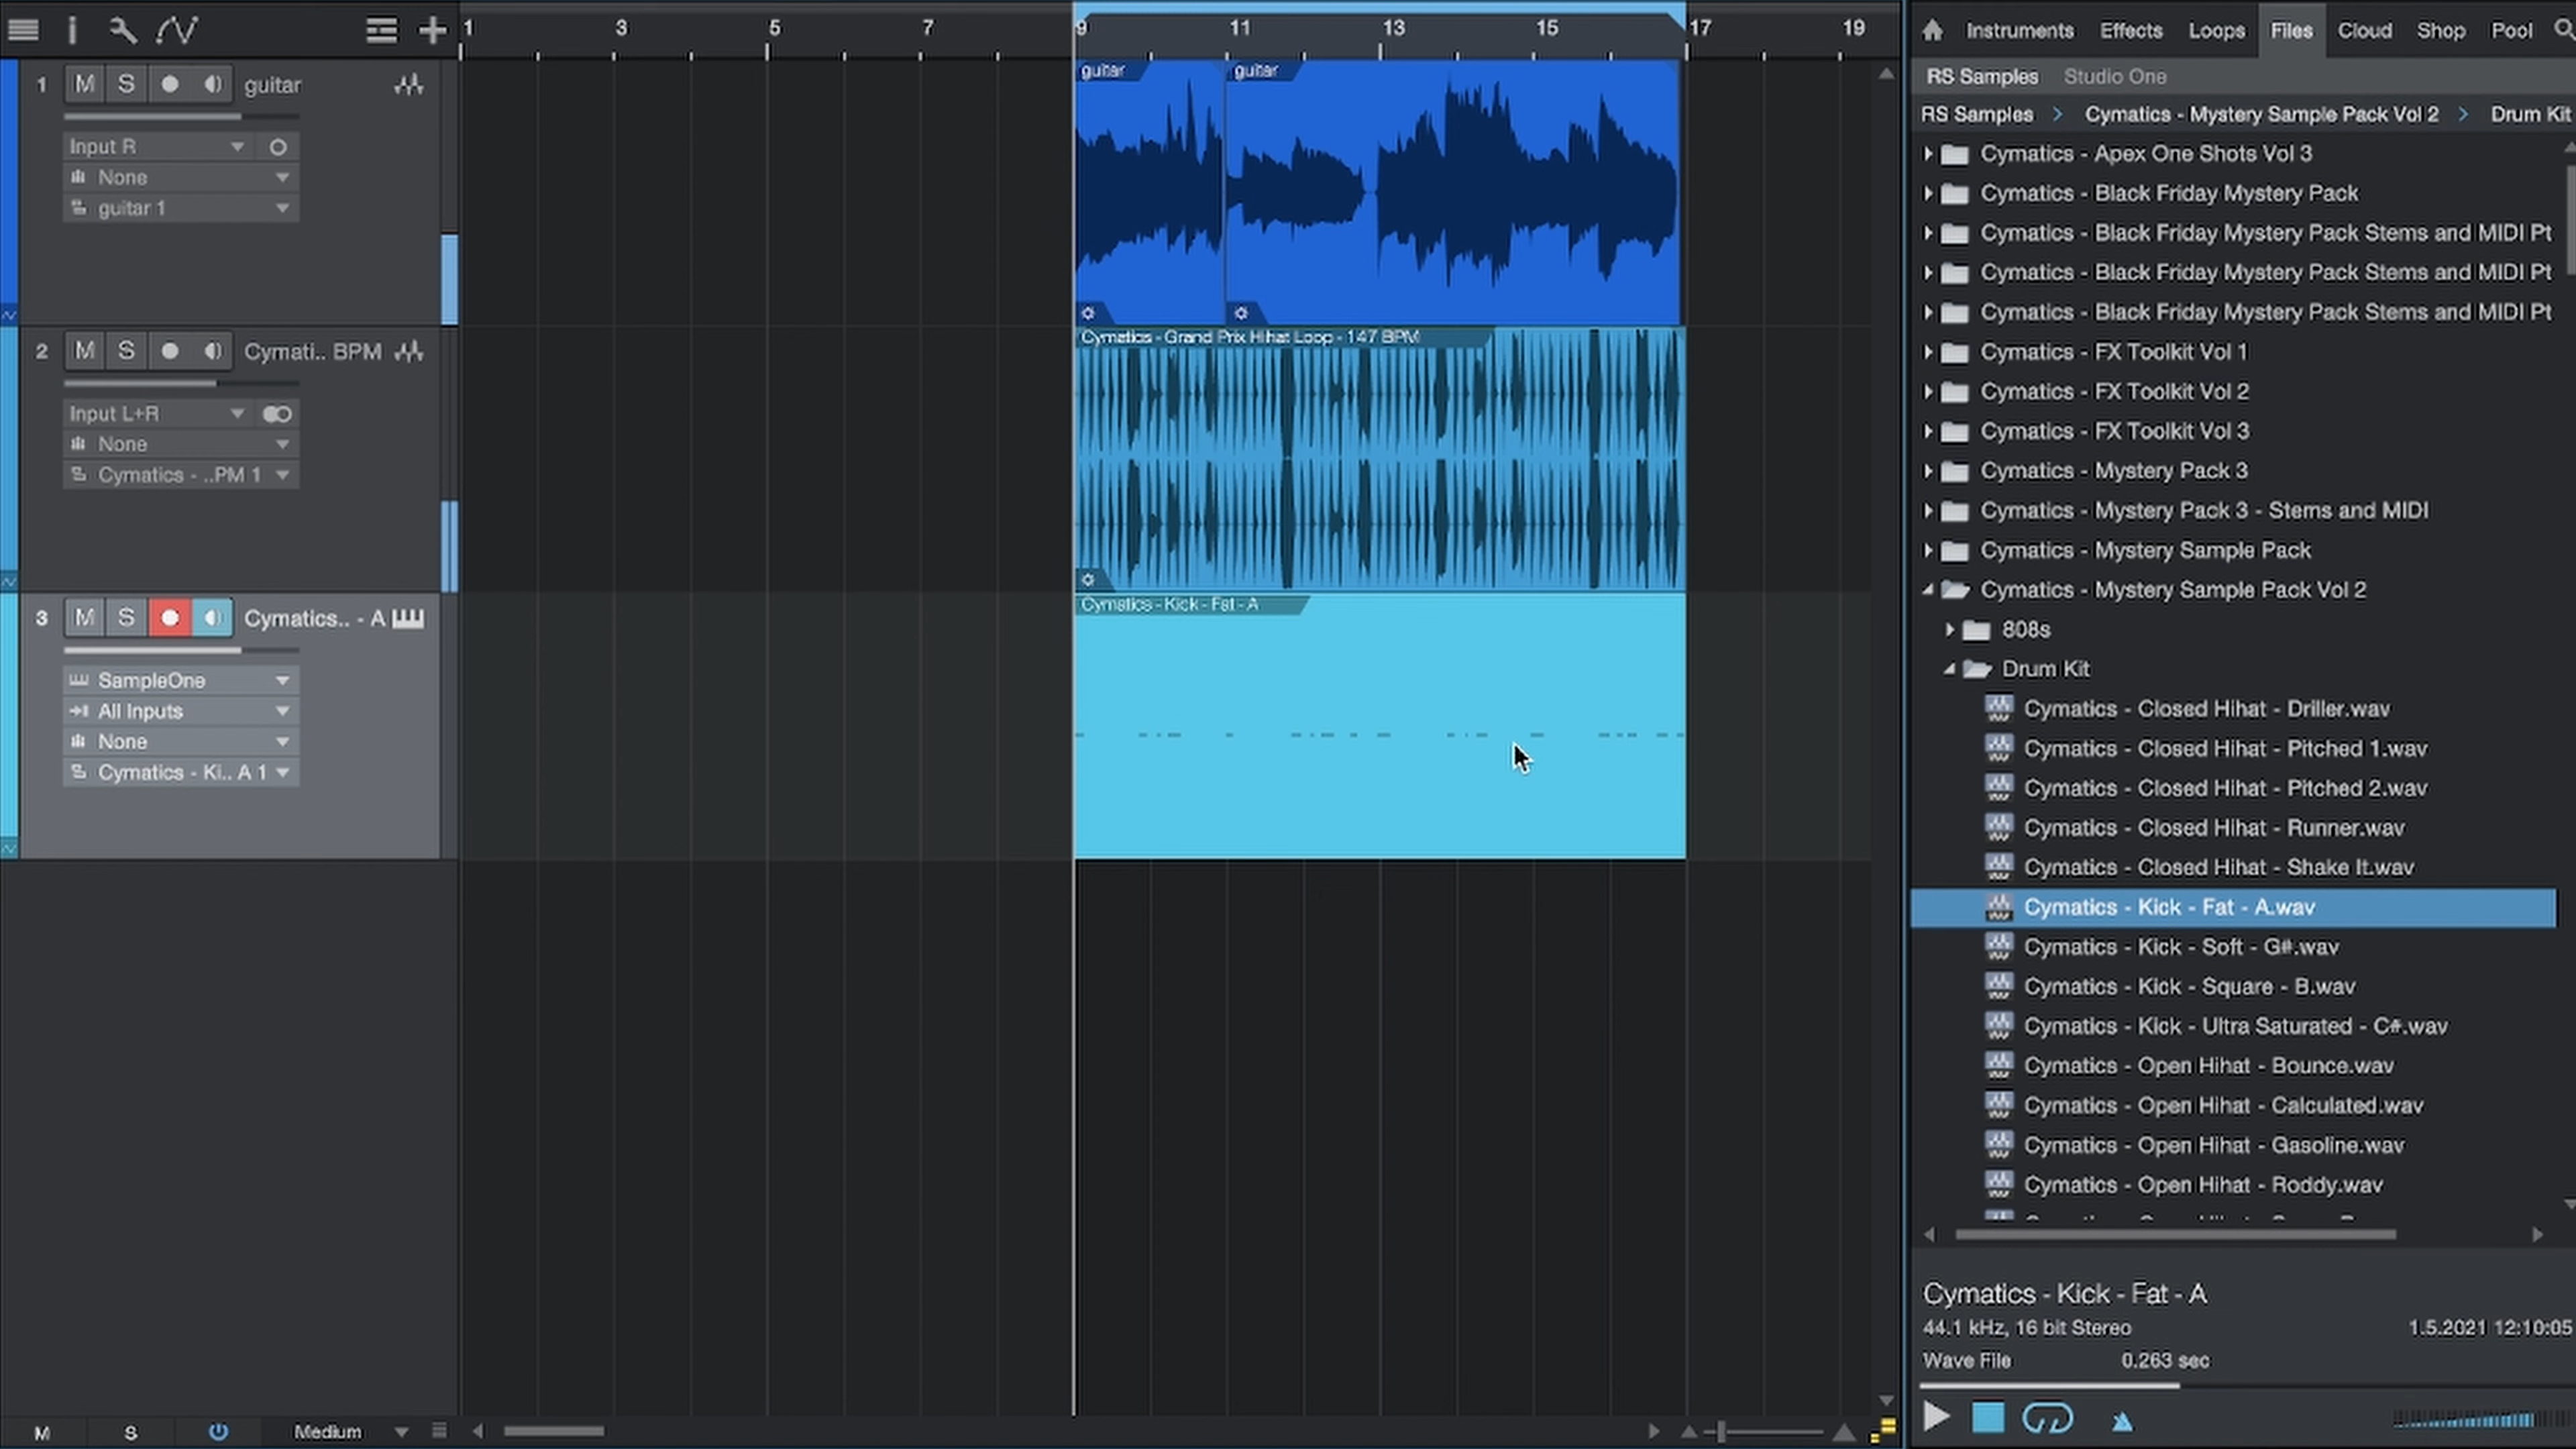 1 3 5 7 9 11 13 15 17 19
1 M S guitar
Input R
None
guitar 1
2 M S Cymati.. BPM
Input L+R
None
Cymatics - ..PM 1
3 M S Cymatics.. - A
SampleOne
All Inputs
None
Cymatics - Ki.. A 1
guitar guitar
Cymatics - Grand Prix Hihat Loop - 147 BPM
Cymatics - Kick - Fat - A
M S Medium
Instruments Effects Loops Files Cloud Shop Pool
RS Samples Studio One
RS Samples > Cymatics - Mystery Sample Pack Vol 2 > Drum Kit
Cymatics - Apex One Shots Vol 3
Cymatics - Black Friday Mystery Pack
Cymatics - Black Friday Mystery Pack Stems and MIDI Pt
Cymatics - Black Friday Mystery Pack Stems and MIDI Pt
Cymatics - Black Friday Mystery Pack Stems and MIDI Pt
Cymatics - FX Toolkit Vol 1
Cymatics - FX Toolkit Vol 2
Cymatics - FX Toolkit Vol 3
Cymatics - Mystery Pack 3
Cymatics - Mystery Pack 3 - Stems and MIDI
Cymatics - Mystery Sample Pack
Cymatics - Mystery Sample Pack Vol 2
808s
Drum Kit
Cymatics - Closed Hihat - Driller.wav
Cymatics - Closed Hihat - Pitched 1.wav
Cymatics - Closed Hihat - Pitched 2.wav
Cymatics - Closed Hihat - Runner.wav
Cymatics - Closed Hihat - Shake It.wav
Cymatics - Kick - Fat - A.wav
Cymatics - Kick - Soft - G#.wav
Cymatics - Kick - Square - B.wav
Cymatics - Kick - Ultra Saturated - C#.wav
Cymatics - Open Hihat - Bounce.wav
Cymatics - Open Hihat - Calculated.wav
Cymatics - Open Hihat - Gasoline.wav
Cymatics - Open Hihat - Roddy.wav
Cymatics - Kick - Fat - A
44.1 kHz, 16 bit Stereo 1.5.2021 12:10:05
Wave File 0.263 sec